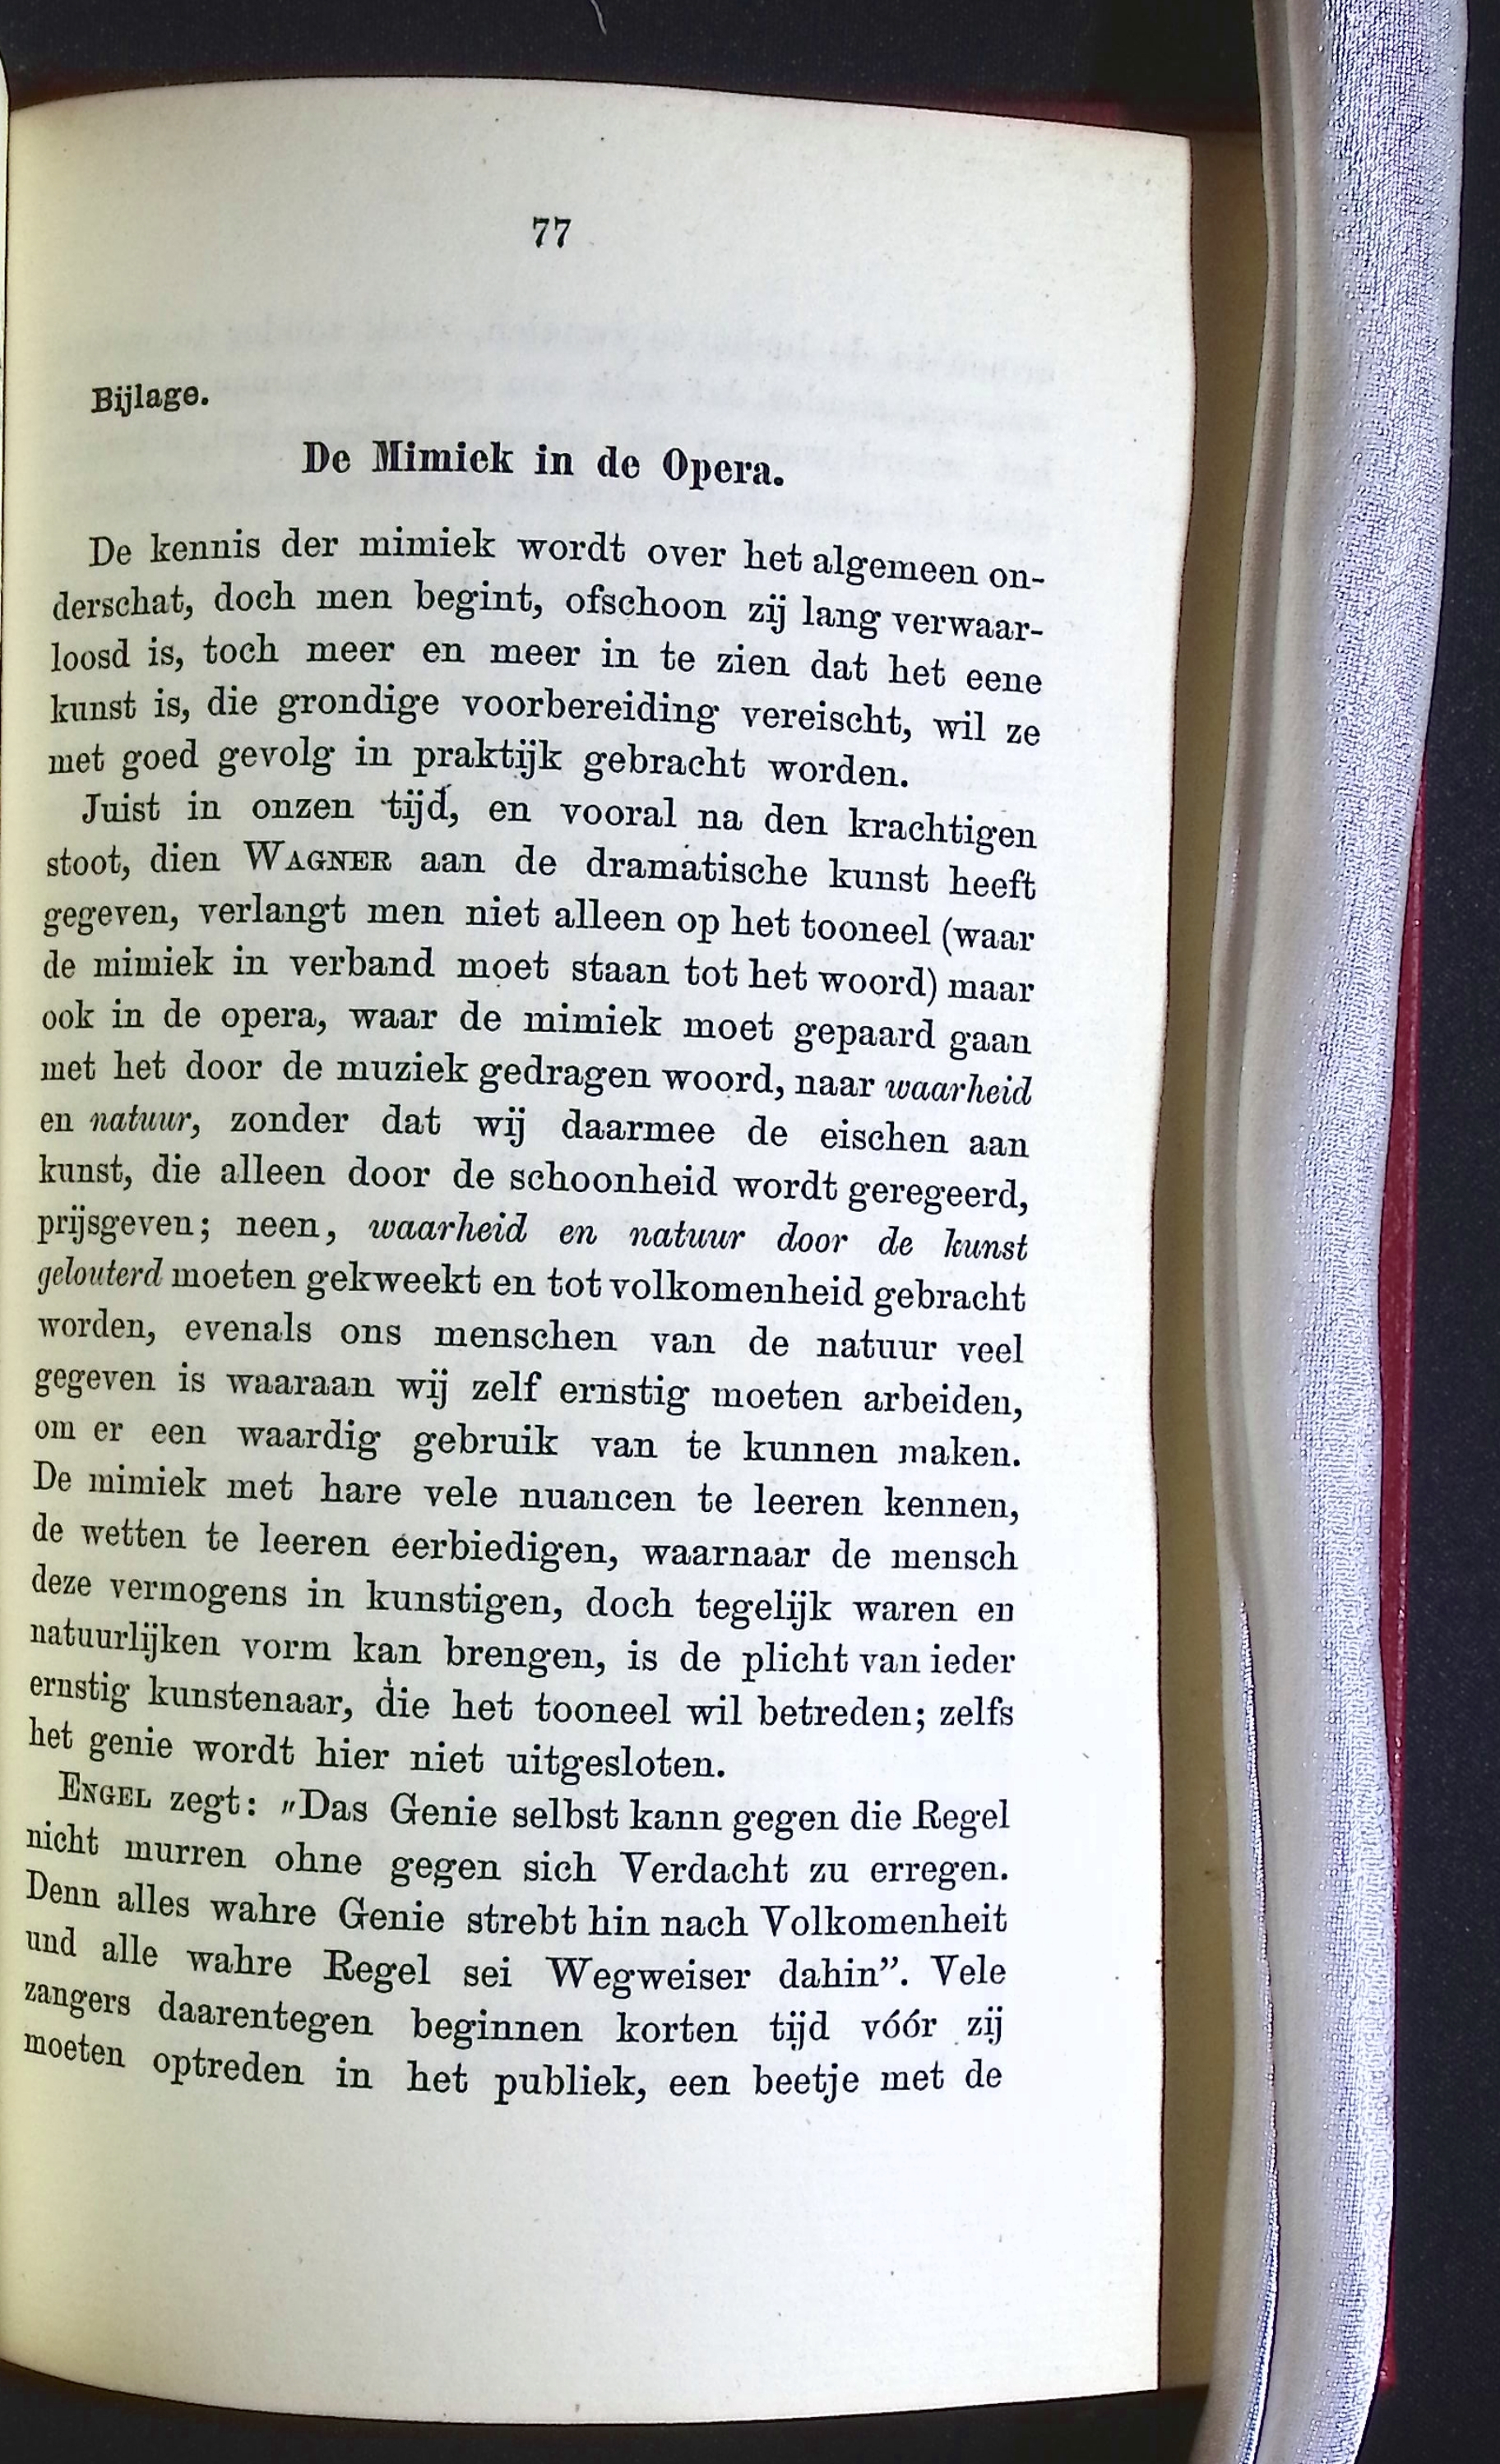 77
Bijlage.
De Mimiek in de Opera.
De kennis der mimiek wordt over het algemeen on-
derschat, doch men begint, ofschoon zij lang verwaar-
loosd is, toch meer en meer in te zien dat het eene
kunst is, die grondige voorbereiding vereischt, wil ze
met goed gevolg in praktijk gebracht worden.
Juist in onzen tijd, en vooral na den krachtigen
stoot, dien WAGNER aan de dramatische kunst heeft
gegeven, verlangt men niet alleen op het tooneel (waar
de mimiek in verband moet staan tot het woord) maar
ook in de opera, waar de mimiek moet gepaard gaan
met het door de muziek gedragen woord, naar waarheid
en natuur, zonder dat wij daarmee de eischen aan
kunst, die alleen door de schoonheid wordt geregeerd,
prijsgeven; neen, waarheid en natuur door de kunst
gelouterd moeten gekweekt en tot volkomenheid gebracht
worden, evenals ons menschen van de natuur veel
gegeven is waaraan wij zelf ernstig moeten arbeiden,
om er een waardig gebruik van te kunnen maken.
De mimiek met hare vele nuancen te leeren kennen,
de wetten te leeren eerbiedigen, waarnaar de mensch
deze vermogens in kunstigen, doch tegelijk waren en
natuurlijken vorm kan brengen, is de plicht van ieder
ernstig kunstenaar, die het tooneel wil betreden; zelfs
het genie wordt hier niet uitgesloten.
ENGEL zegt: "Das Genie selbst kann gegen die Regel
nicht murren ohne gegen sich Verdacht zu erregen.
Denn alles wahre Genie strebt hin nach Volkomenheit
und alle wahre Regel sei Wegweiser dahin”. Vele
zangers daarentegen beginnen korten tijd vóór zij
moeten optreden in het publiek, een beetje met de